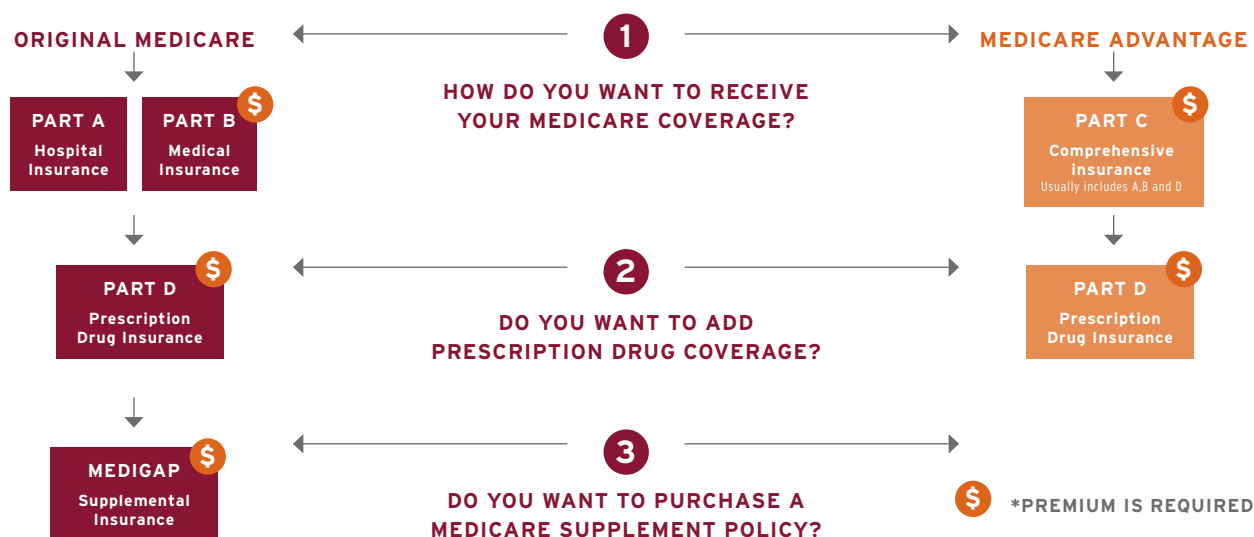 ORIGINAL MEDICARE
1
MEDICARE ADVANTAGE
HOW DO YOU WANT TO RECEIVE
YOUR MEDICARE COVERAGE?
PART A
Hospital
Insurance
$
PART B
Medical
Insurance
$
PART C
Comprehensive
insurance
Usually includes A,B and D
2
DO YOU WANT TO ADD
PRESCRIPTION DRUG COVERAGE?
$
PART D
Prescription
Drug Insurance
$
PART D
Prescription
Drug Insurance
3
DO YOU WANT TO PURCHASE A
MEDICARE SUPPLEMENT POLICY?
$
MEDIGAP
Supplemental
Insurance
$ *PREMIUM IS REQUIRED